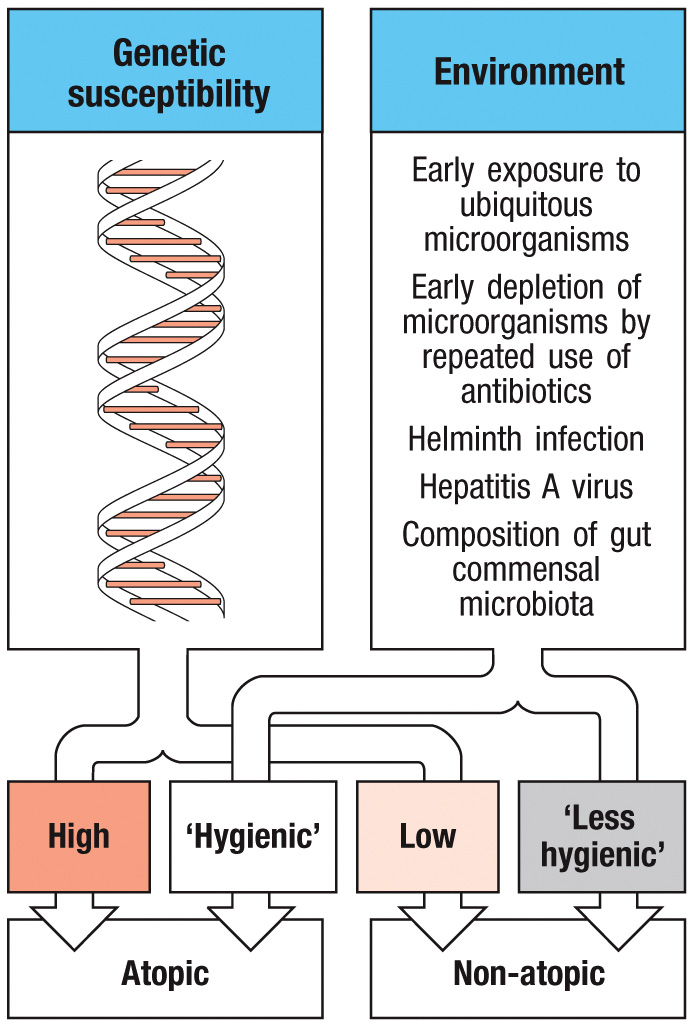 Genetic
susceptibility
Environment
Early exposure to
ubiquitous
microorganisms
Early depletion of
microorganisms by
repeated use of
antibiotics
Helminth infection
Hepatitis A virus
Composition of gut
commensal
microbiota
High
‘Hygienic’
Low
‘Less
hygienic’
Atopic
Non-atopic